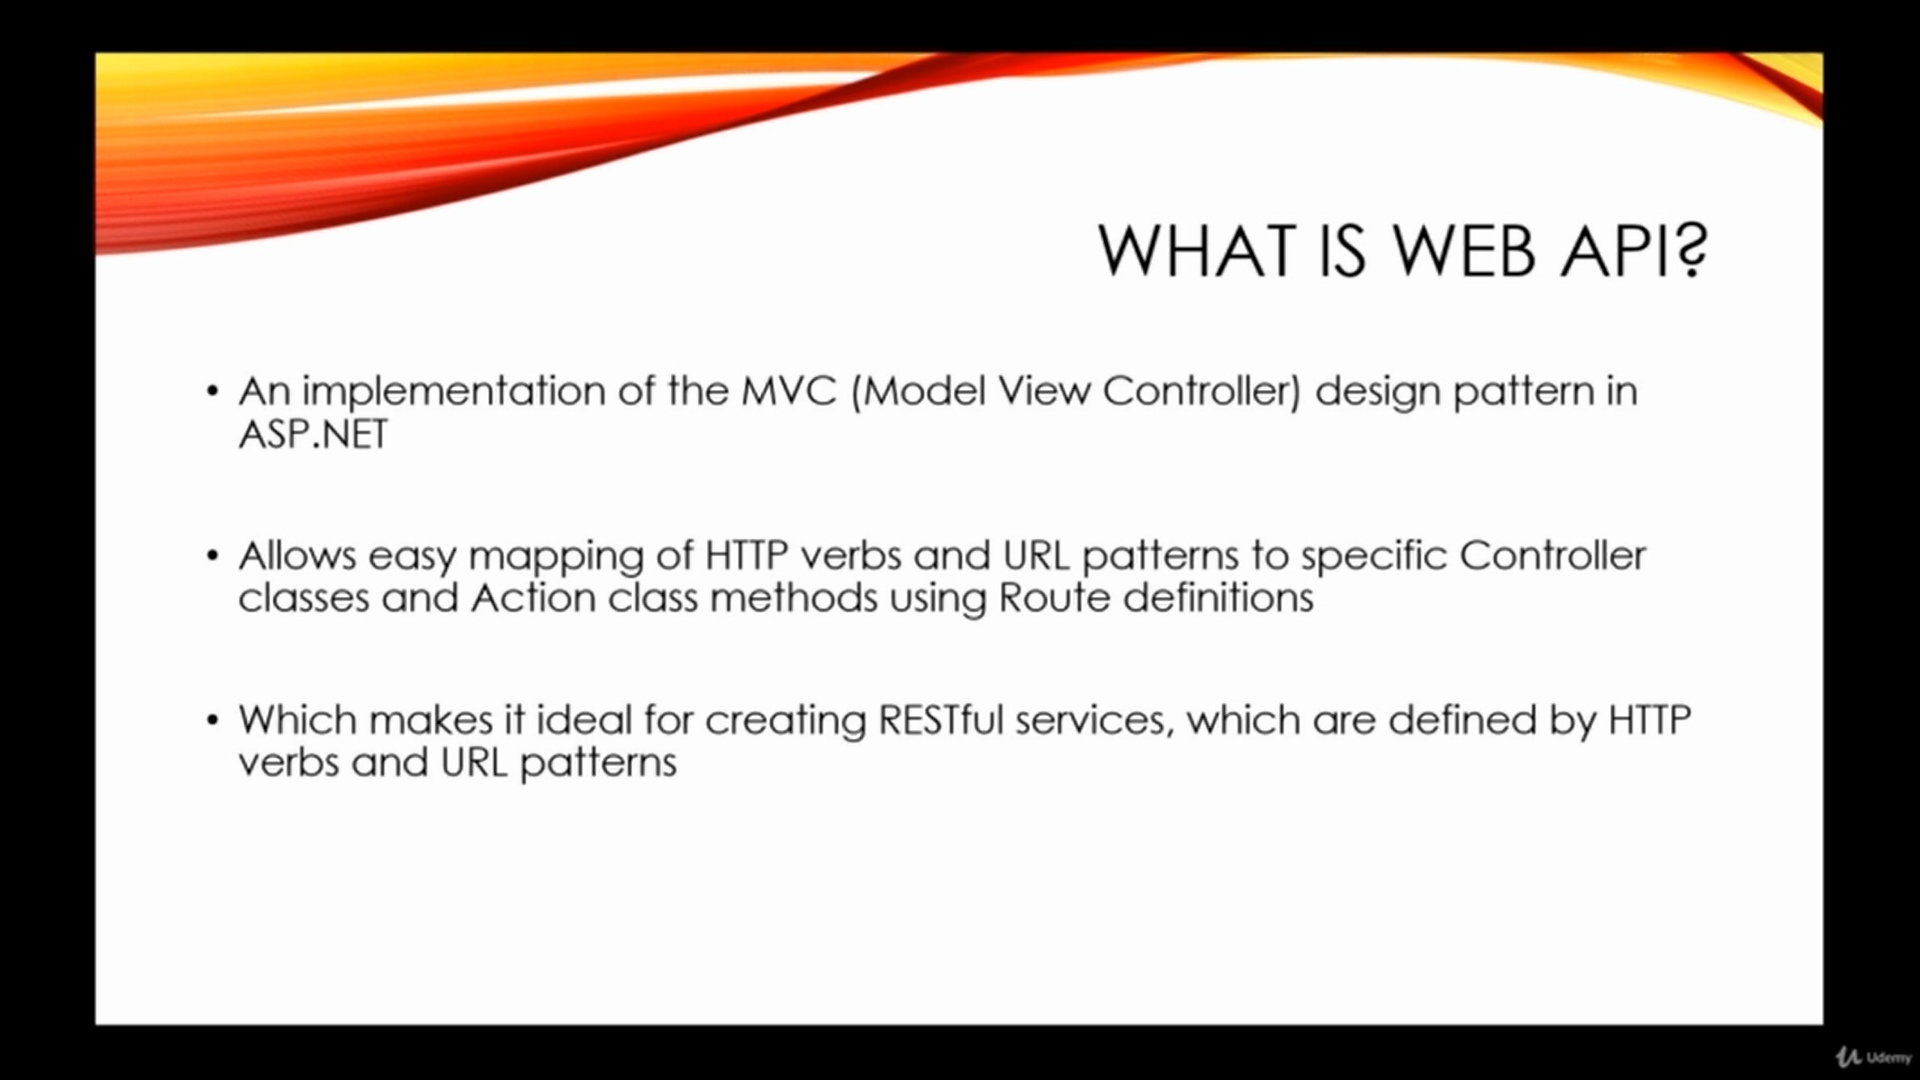 WHAT IS WEB API?
• An implementation of the MVC (Model View Controller) design pattern in
ASP.NET
• Allows easy mapping of HTTP verbs and URL patterns to specific Controller
classes and Action class methods using Route definitions
• Which makes it ideal for creating RESTful services, which are defined by HTTP
verbs and URL patterns
Udemy